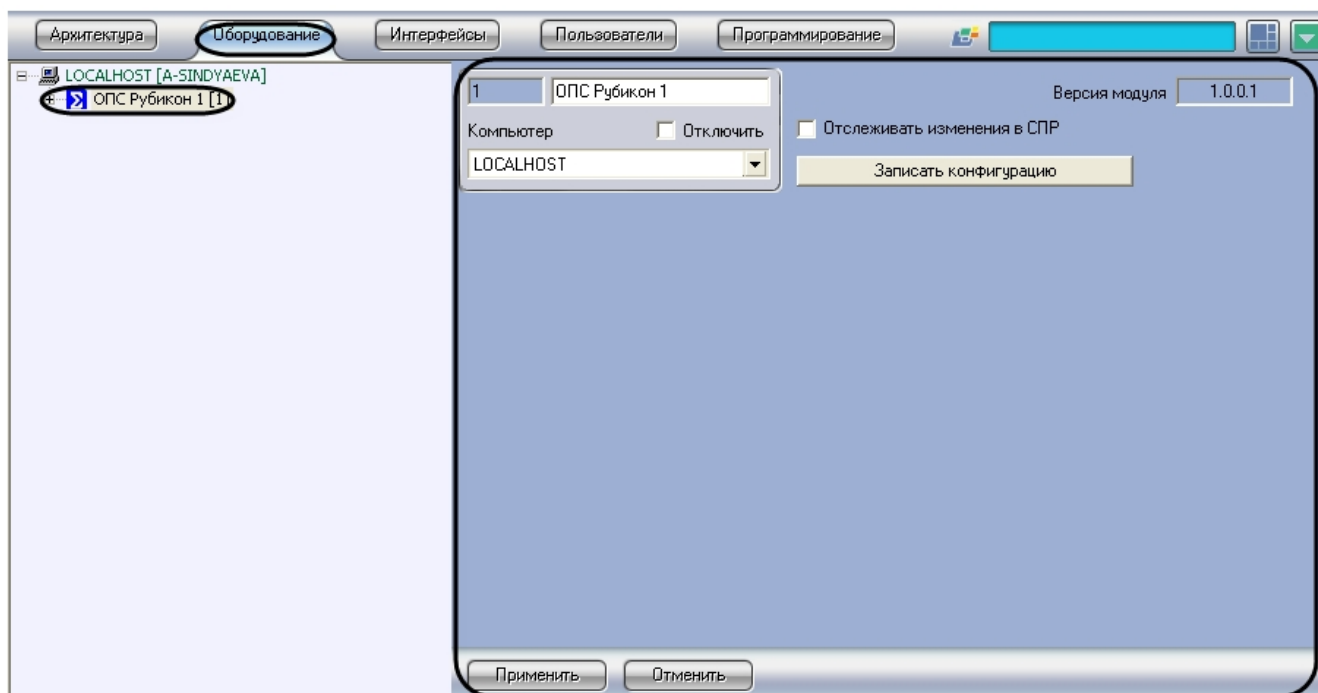 Архитектура Оборудование Интерфейсы Пользователи Программирование
LOCALHOST [A-SINDYAEVA]
ОПС Рубикон 1 [1]
1 ОПС Рубикон 1 Версия модуля 1.0.0.1
Компьютер Отключить Отслеживать изменения в СПР
LOCALHOST Записать конфигурацию
Применить Отменить